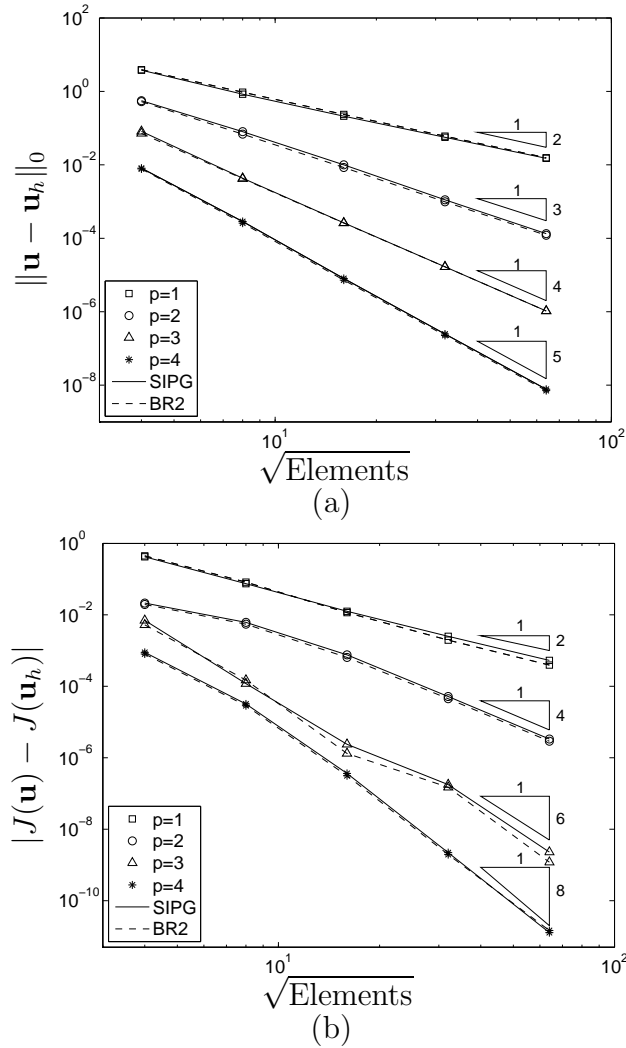 10^2
10^0
10^-2
10^-4
10^-6
10^-8
‖u − u_h‖_0
1
2
1
3
1
4
1
5
p=1
p=2
p=3
p=4
SIPG
BR2
10^1
10^2
√Elements
(a)
10^0
10^-2
10^-4
10^-6
10^-8
10^-10
|J(u) − J(u_h)|
1
2
1
4
1
6
1
8
p=1
p=2
p=3
p=4
SIPG
BR2
10^1
10^2
√Elements
(b)